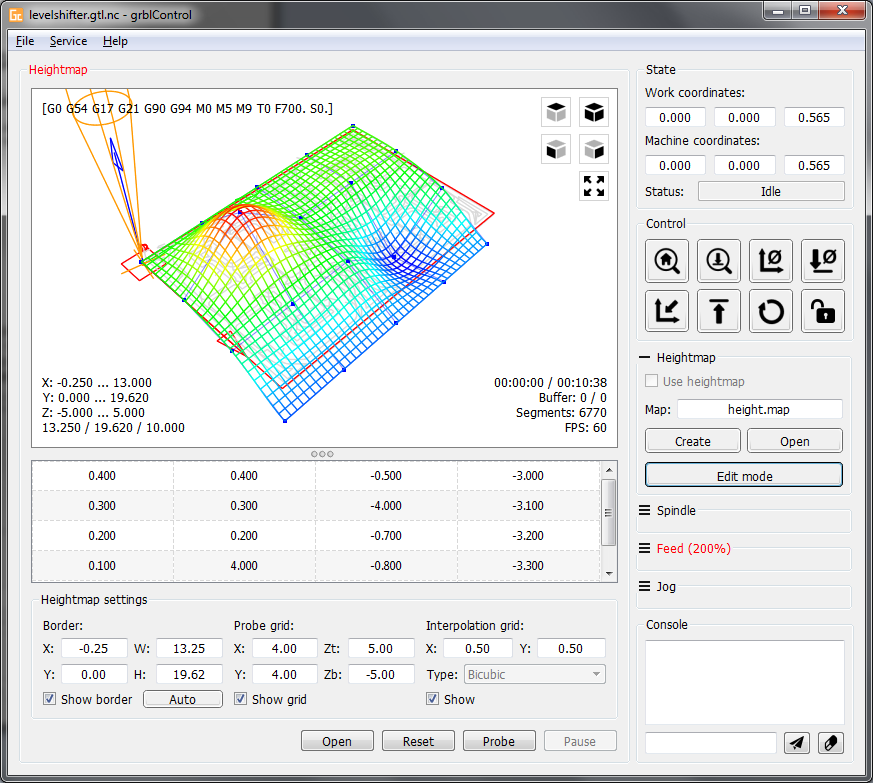 levelshifter.gtl.nc - grblControl
File Service Help
Heightmap
[G0 G54 G17 G21 G90 G94 M0 M5 M9 T0 F700. S0.]
X: -0.250 ... 13.000
Y: 0.000 ... 19.620
Z: -5.000 ... 5.000
13.250 / 19.620 / 10.000
00:00:00 / 00:10:38
Buffer: 0 / 0
Segments: 6770
FPS: 60
0.400 0.400 -0.500 -3.000
0.300 0.300 -4.000 -3.100
0.200 0.200 -0.700 -3.200
0.100 4.000 -0.800 -3.300
Heightmap settings
Border: Probe grid: Interpolation grid:
X: -0.25 W: 13.25 X: 4.00 Zt: 5.00 X: 0.50 Y: 0.50
Y: 0.00 H: 19.62 Y: 4.00 Zb: -5.00 Type: Bicubic
Show border Auto Show grid Show
Open Reset Probe Pause
State
Work coordinates:
0.000 0.000 0.565
Machine coordinates:
0.000 0.000 0.565
Status: Idle
Control
Heightmap
Use heightmap
Map: height.map
Create Open
Edit mode
Spindle
Feed (200%)
Jog
Console